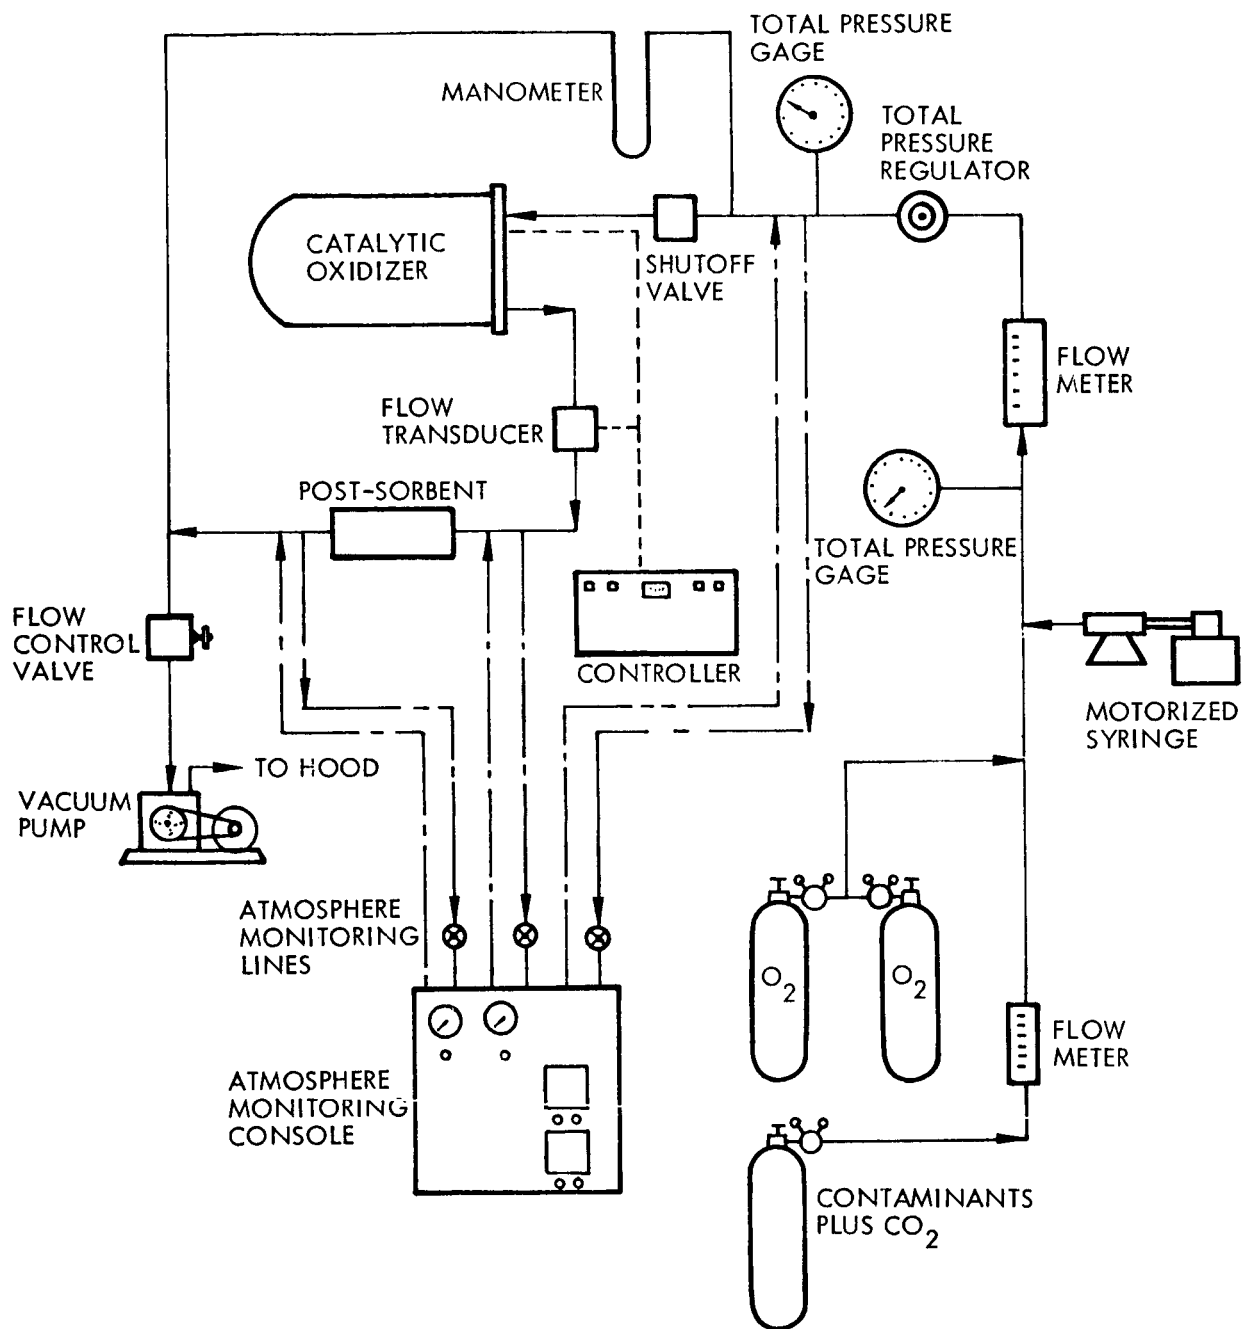 TOTAL PRESSURE
GAGE
MANOMETER
TOTAL
PRESSURE
REGULATOR
CATALYTIC
OXIDIZER
SHUTOFF
VALVE
FLOW
METER
FLOW
TRANSDUCER
POST-SORBENT
TOTAL PRESSURE
GAGE
FLOW
CONTROL
VALVE
CONTROLLER
MOTORIZED
SYRINGE
TO HOOD
VACUUM
PUMP
ATMOSPHERE
MONITORING
LINES
O2
O2
FLOW
METER
ATMOSPHERE
MONITORING
CONSOLE
CONTAMINANTS
PLUS CO2